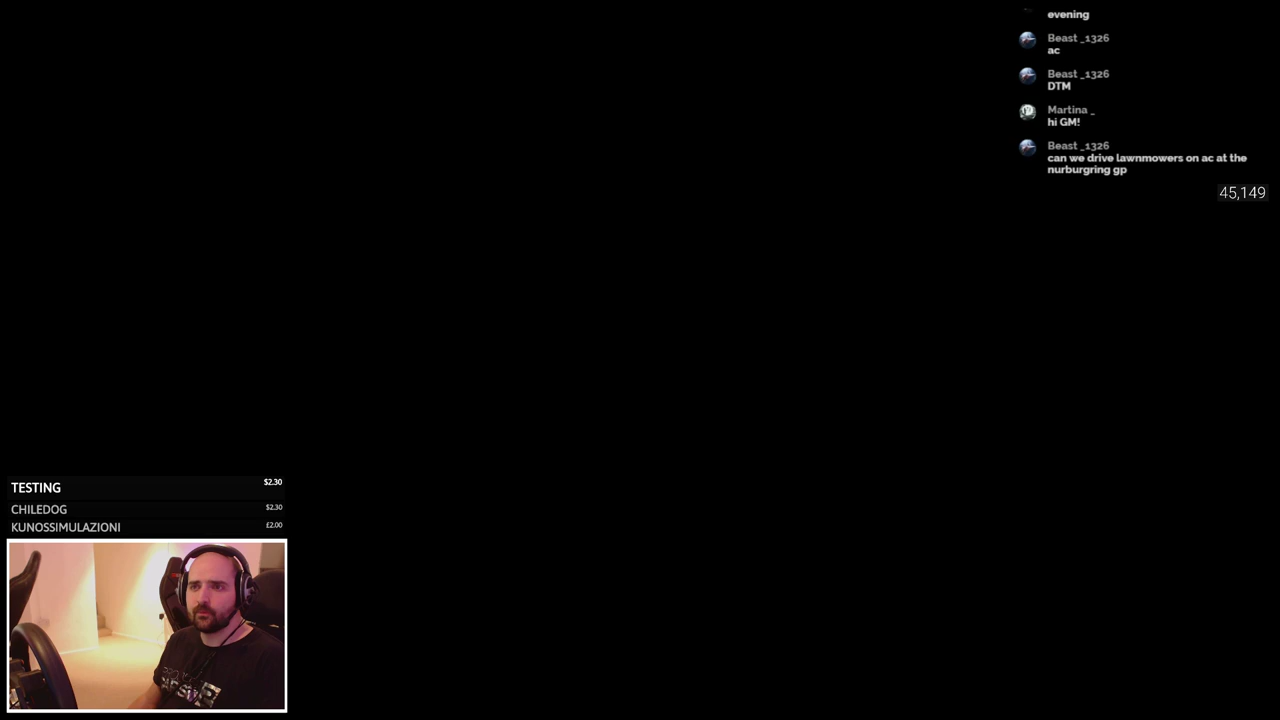 evening
Beast _1326
ac
Beast _1326
DTM
Martina _
hi GM!
Beast _1326
can we drive lawnmowers on ac at the
nurburgring gp
45,149
TESTING $2.30
CHILEDOG $2.30
KUNOSSIMULAZIONI £2.00